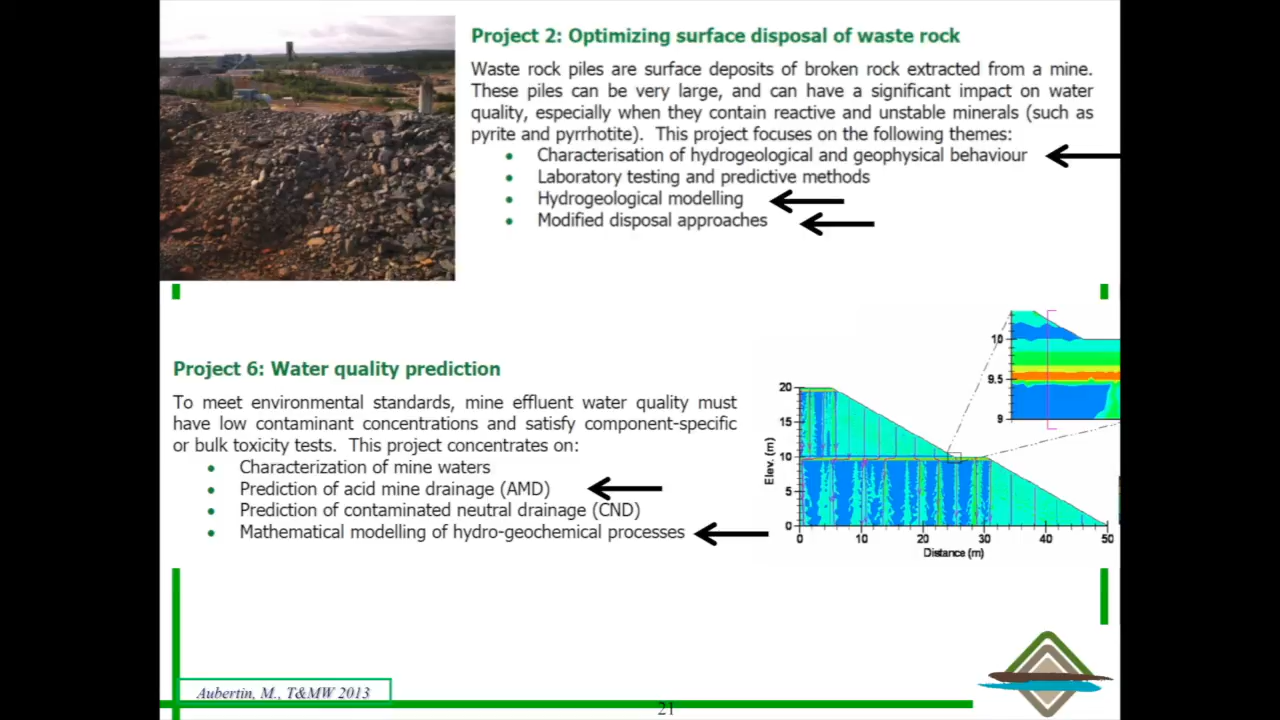 Project 2: Optimizing surface disposal of waste rock
Waste rock piles are surface deposits of broken rock extracted from a mine.
These piles can be very large, and can have a significant impact on water
quality, especially when they contain reactive and unstable minerals (such as
pyrite and pyrrhotite). This project focuses on the following themes:
• Characterisation of hydrogeological and geophysical behaviour
• Laboratory testing and predictive methods
• Hydrogeological modelling
• Modified disposal approaches
Project 6: Water quality prediction
To meet environmental standards, mine effluent water quality must
have low contaminant concentrations and satisfy component-specific
or bulk toxicity tests. This project concentrates on:
• Characterization of mine waters
• Prediction of acid mine drainage (AMD)
• Prediction of contaminated neutral drainage (CND)
• Mathematical modelling of hydro-geochemical processes
10
9.5
9
20
15
10
5
0
Elev. (m)
0 10 20 30 40 50
Distance (m)
Aubertin, M., T&MW 2013
21